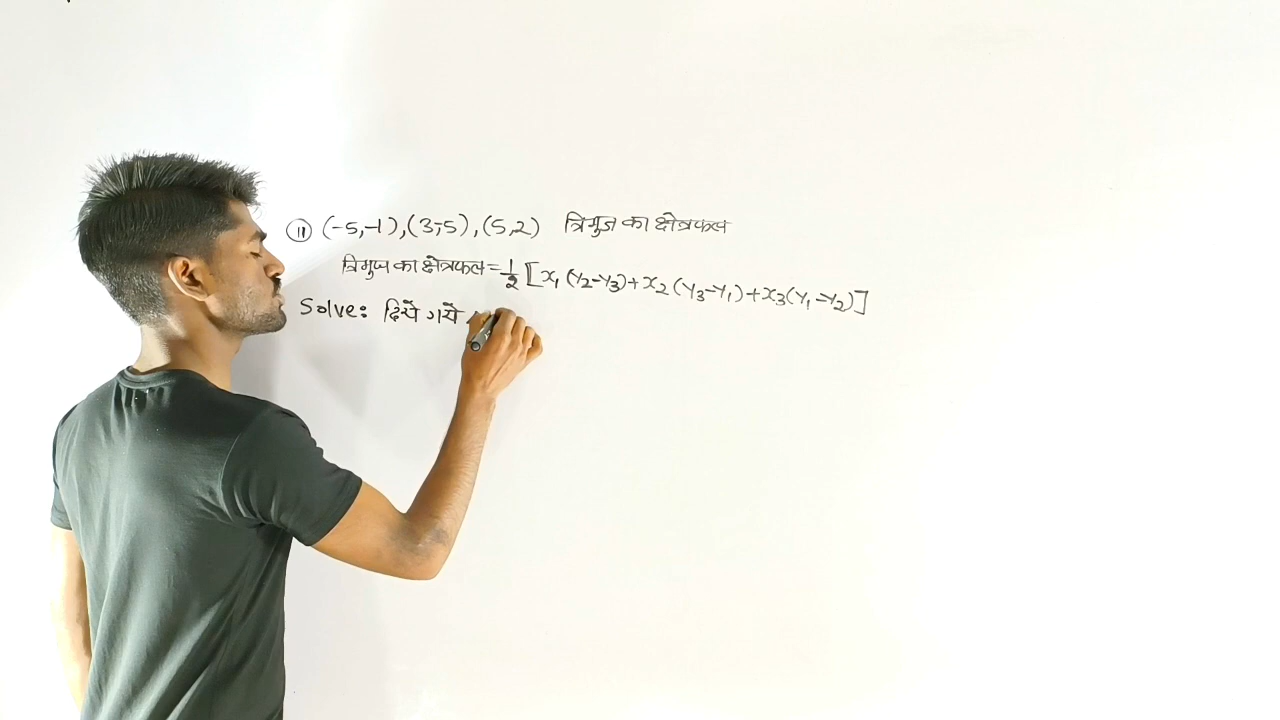 (ii) (-5,-1),(3,-5),(5,2) त्रिभुज का क्षेत्रफल
त्रिभुज का क्षेत्रफल = 1/2 [x₁(y₂-y₃)+x₂(y₃-y₁)+x₃(y₁-y₂)]
Solve: दिये गये